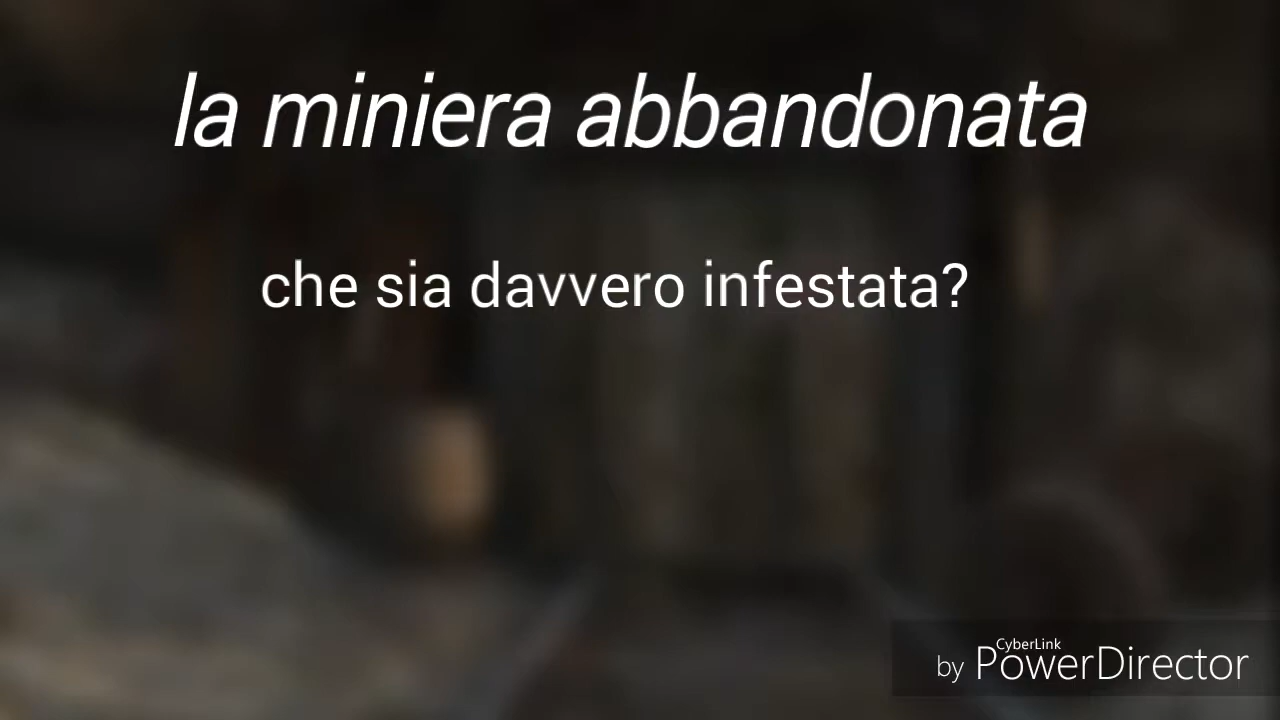 la miniera abbandonata
che sia davvero infestata?
CyberLink
by PowerDirector